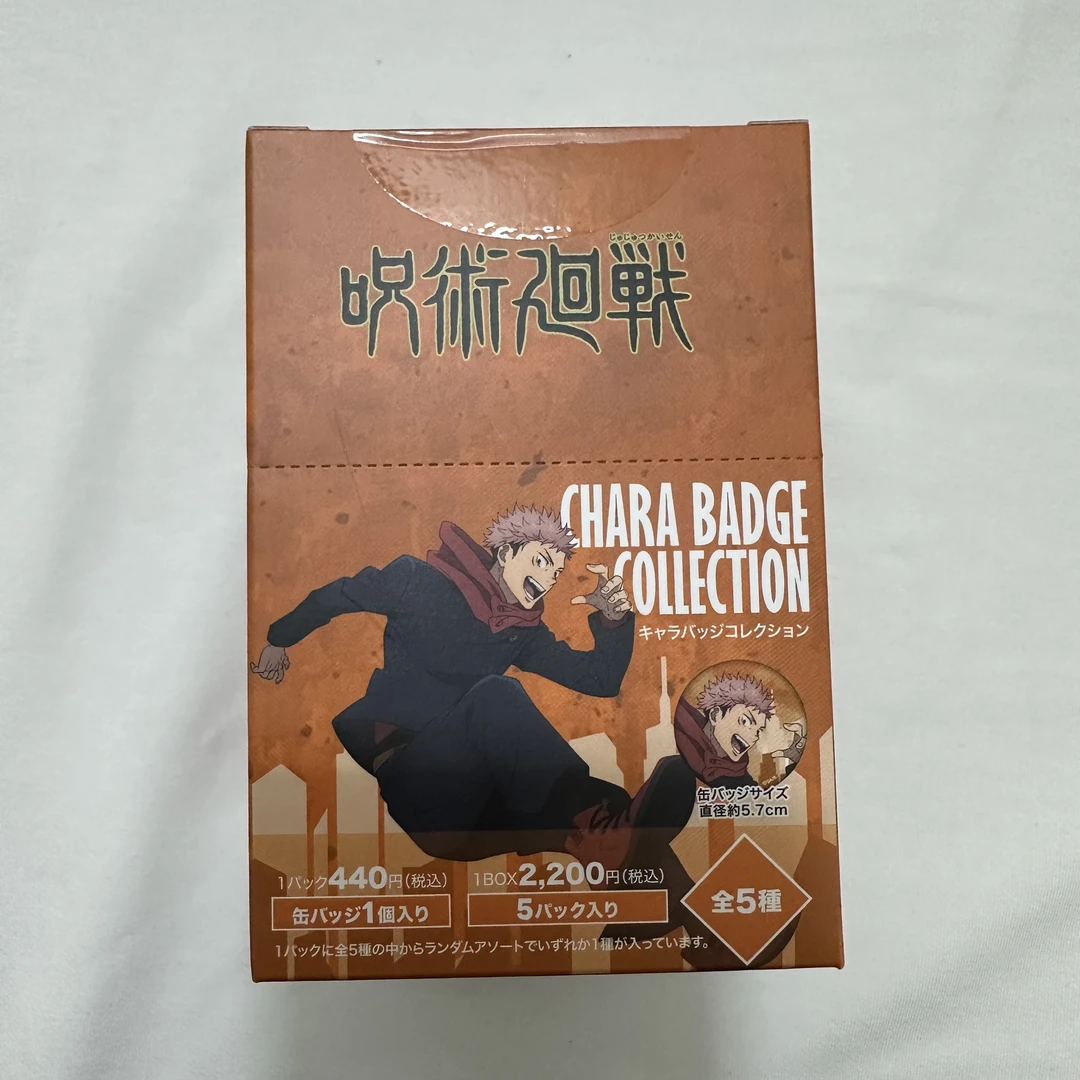 じゅじゅつかいせん
呪術廻戦
CHARA BADGE
COLLECTION
キャラバッジコレクション
缶バッジサイズ
直径約5.7cm
1パック440円(税込)
缶バッジ1個入り
1BOX2,200円(税込)
5パック入り
全5種
1パックに全5種の中からランダムアソートでいずれか1種が入っています。